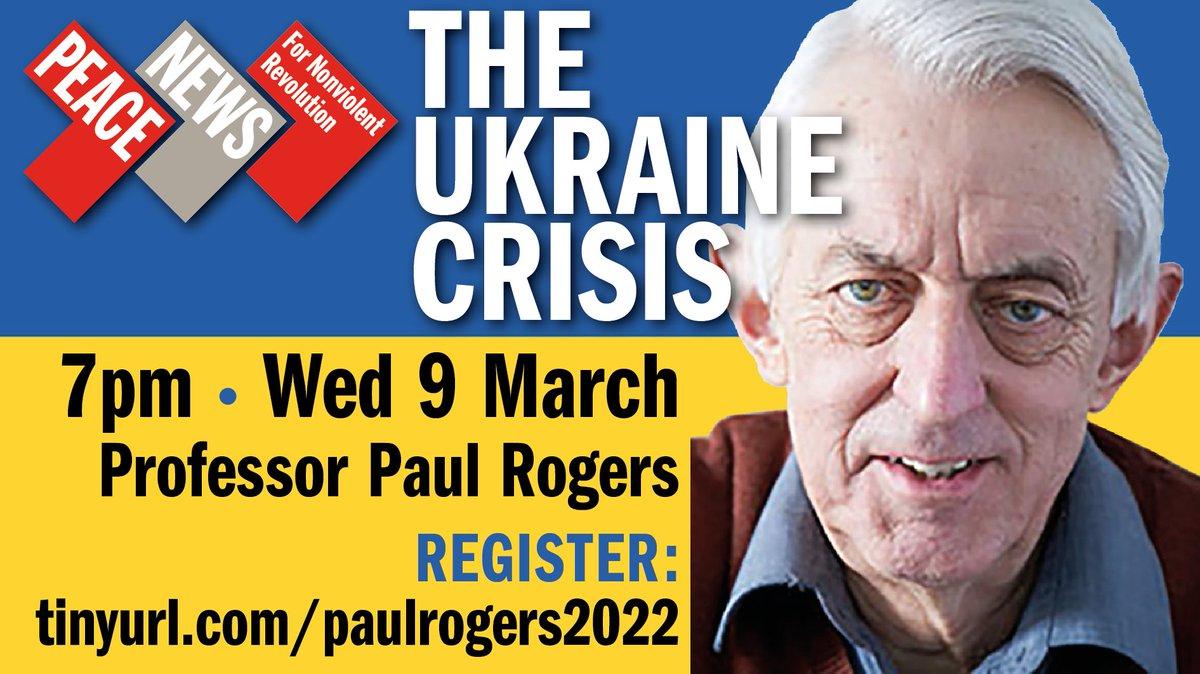 PEACE
NEWS
For Nonviolent
Revolution
THE
UKRAINE
CRISIS
7pm • Wed 9 March
Professor Paul Rogers
REGISTER:
tinyurl.com/paulrogers2022